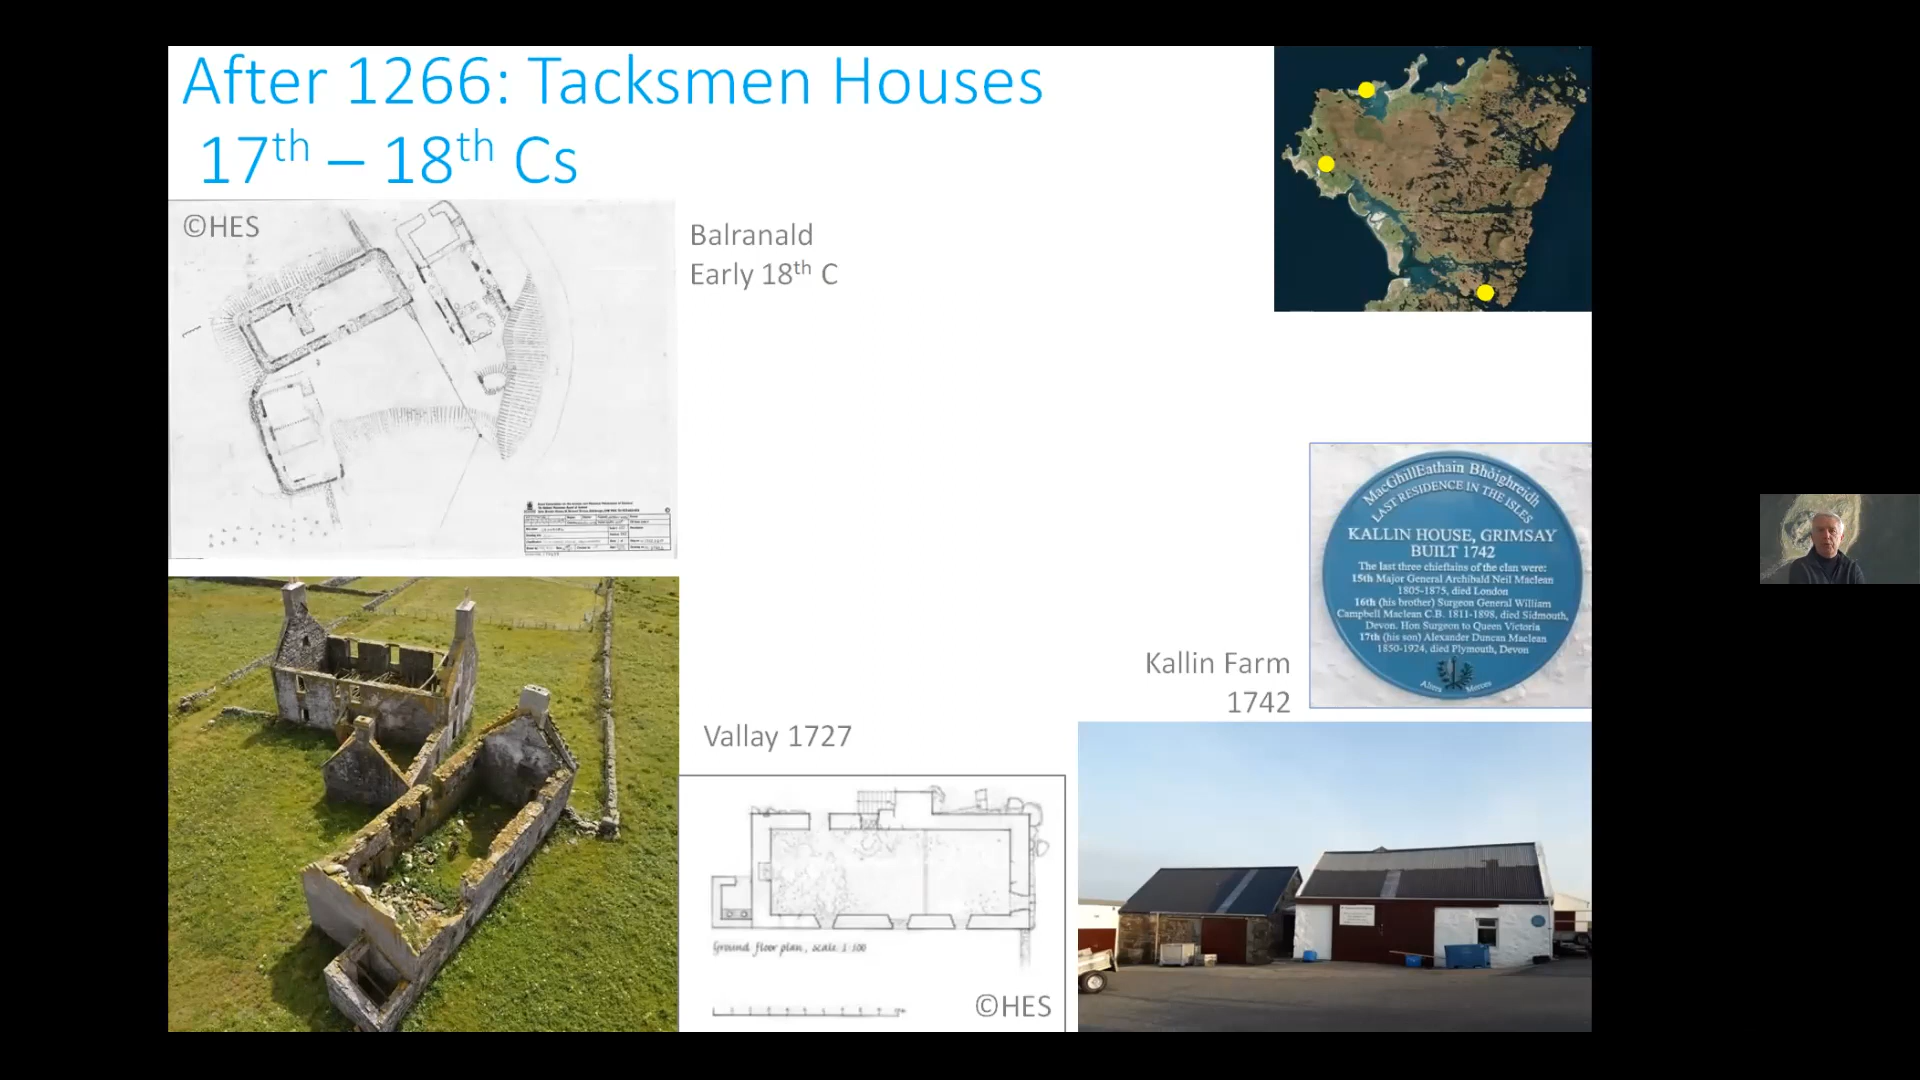 After 1266: Tacksmen Houses
17th – 18th Cs
©HES
Balranald
Early 18th C
MacGhillEathain Bhòighreidh
LAST RESIDENCE IN THE ISLES
KALLIN HOUSE, GRIMSAY
BUILT 1742
The last three chieftains of the clan were:
15th Major General Archibald Neil Maclean
1805-1875, died London
16th (his brother) Surgeon General William
Campbell Maclean C.B. 1811-1898, died Sidmouth,
Devon. Hon Surgeon to Queen Victoria
17th (his son) Alexander Duncan Maclean
1850-1924, died Plymouth, Devon
Altera Merces
Kallin Farm
1742
Vallay 1727
Ground floor plan, scale 1:100
©HES